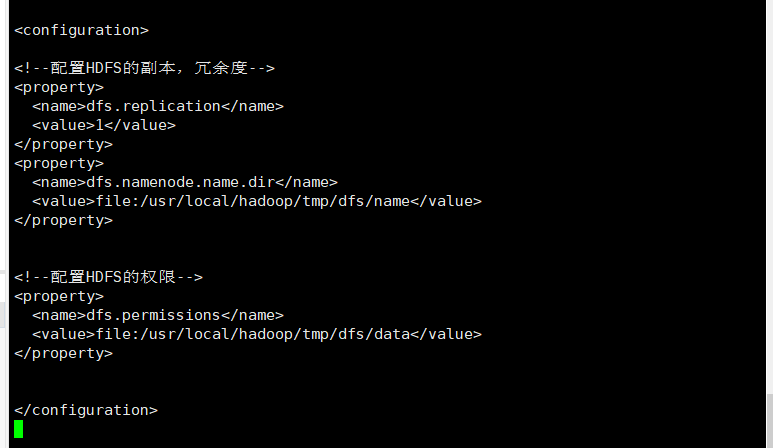 <configuration>
<!--配置HDFS的副本，冗余度-->
<property>
<name>dfs.replication</name>
<value>1</value>
</property>
<property>
<name>dfs.namenode.name.dir</name>
<value>file:/usr/local/hadoop/tmp/dfs/name</value>
</property>
<!--配置HDFS的权限-->
<property>
<name>dfs.permissions</name>
<value>file:/usr/local/hadoop/tmp/dfs/data</value>
</property>
</configuration>